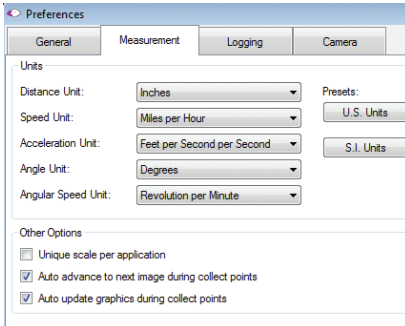 Preferences
General Measurement Logging Camera
Units
Distance Unit: Inches Presets:
Speed Unit: Miles per Hour U.S. Units
Acceleration Unit: Feet per Second per Second S.I. Units
Angle Unit: Degrees
Angular Speed Unit: Revolution per Minute
Other Options
Unique scale per application
Auto advance to next image during collect points
Auto update graphics during collect points